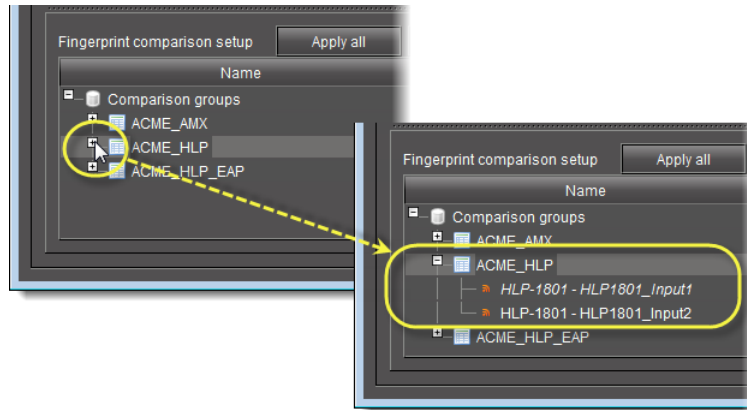 Fingerprint comparison setup Apply all
Name
Comparison groups
ACME_AMX
ACME_HLP
ACME_HLP_EAP
Fingerprint comparison setup Apply all
Name
Comparison groups
ACME_AMX
ACME_HLP
HLP-1801 - HLP1801_Input1
HLP-1801 - HLP1801_Input2
ACME_HLP_EAP